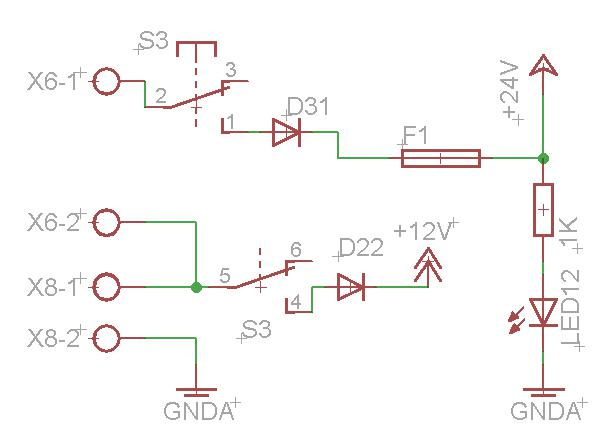 S3
X6-1
2
3
1
D31
F1
+24V
X6-2
X8-1
X8-2
5
6
4
S3
D22
+12V
1K
LED12
GNDA
GNDA